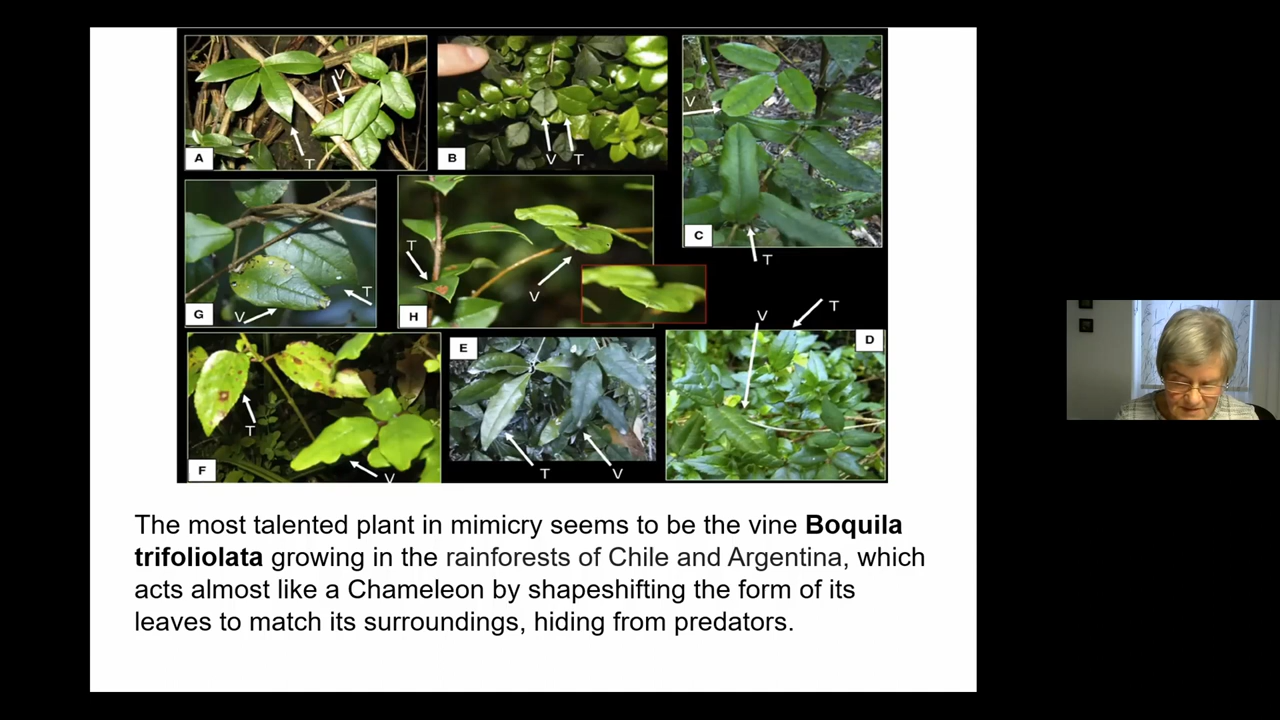 V
T
A
B
V T
V
C
T
G
V
T
T
V
H
V
T
D
T
F
V
E
T
V
The most talented plant in mimicry seems to be the vine Boquila
trifoliolata growing in the rainforests of Chile and Argentina, which
acts almost like a Chameleon by shapeshifting the form of its
leaves to match its surroundings, hiding from predators.